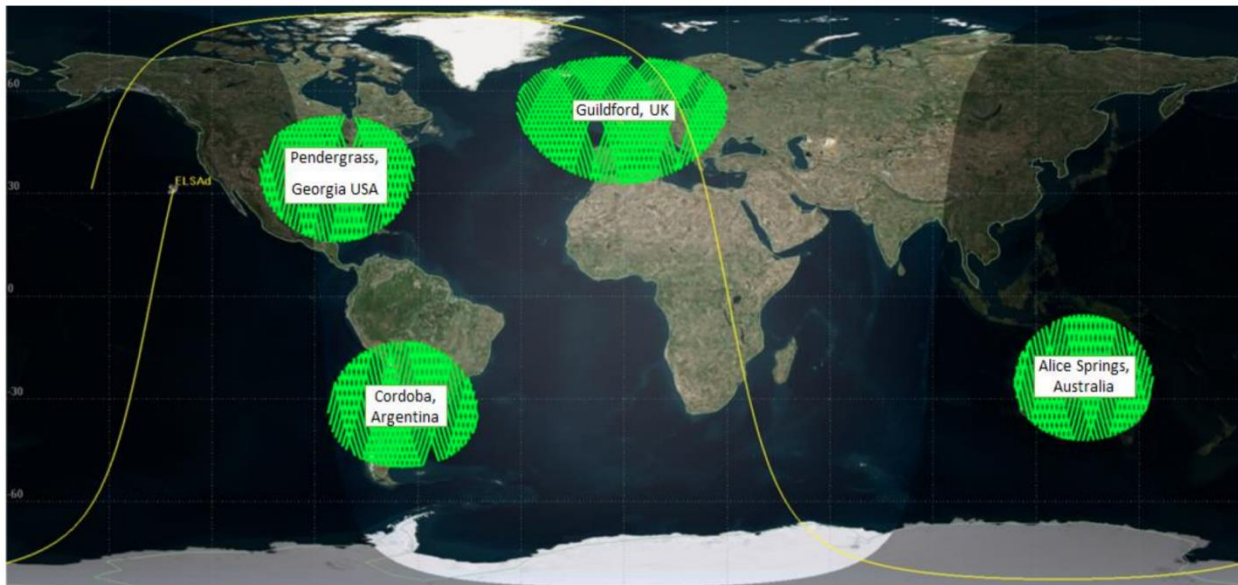 60
Guildford, UK
Pendergrass,
Georgia USA
30
ELSAd
0
Alice Springs,
Australia
-30
Cordoba,
Argentina
-60